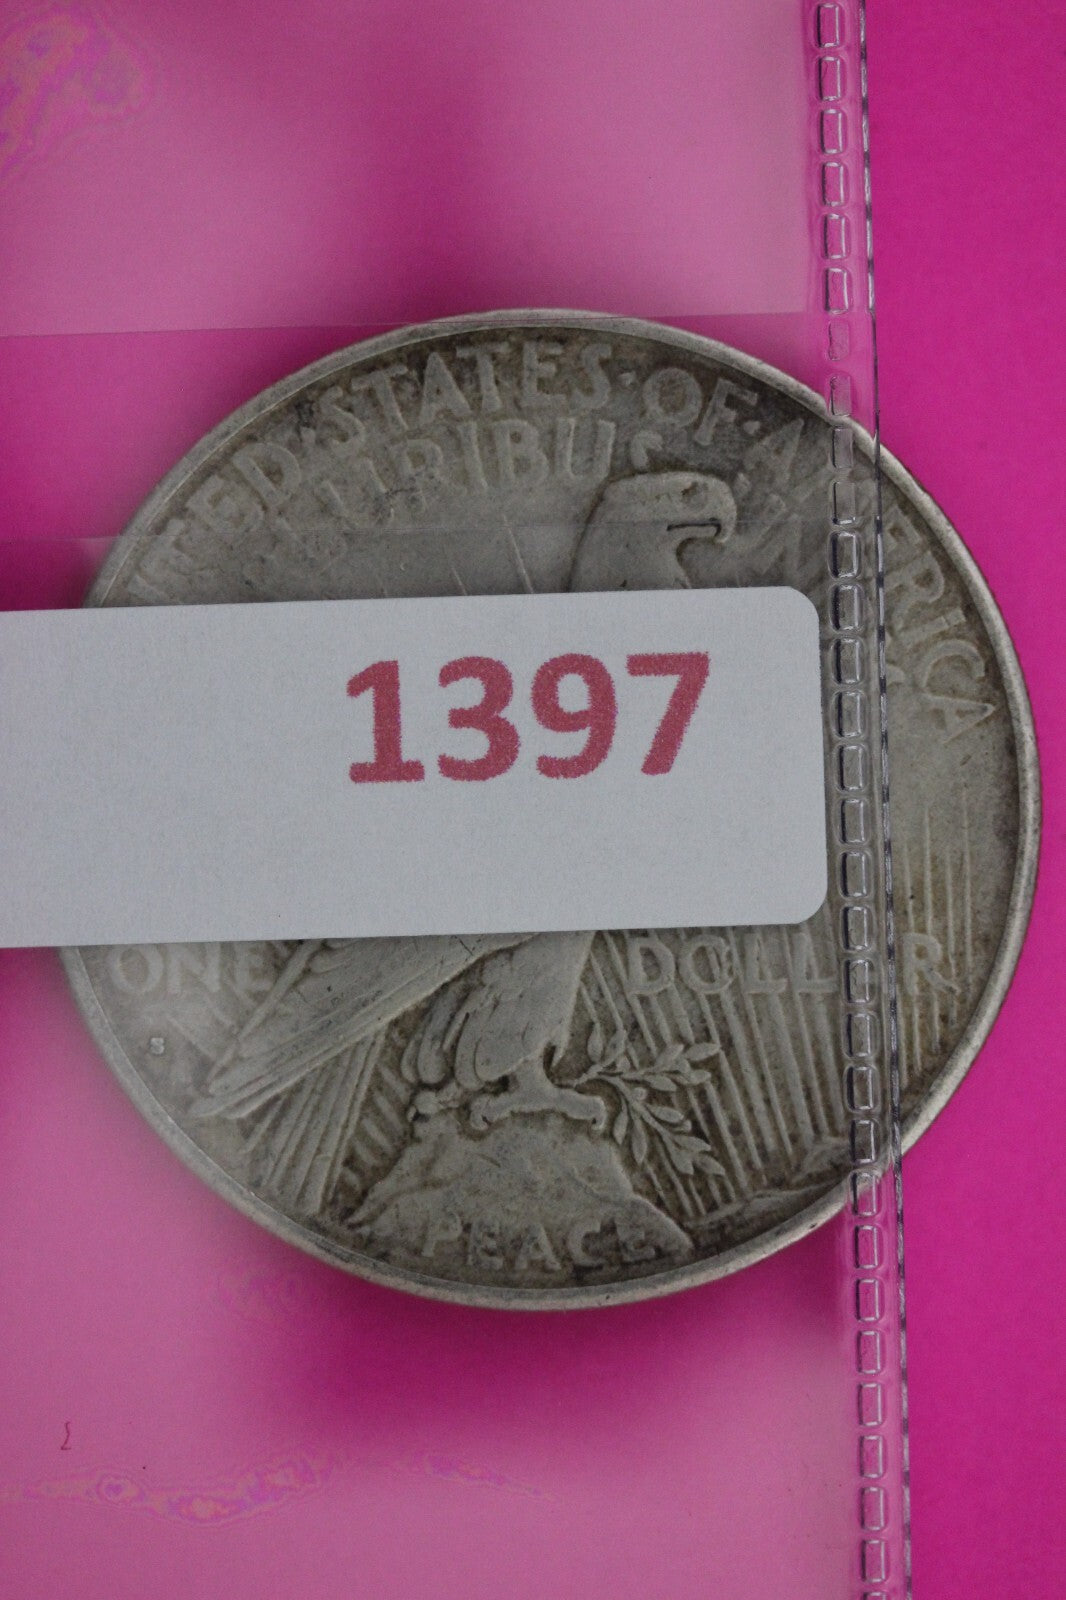 UNITED·STATES·OF·AMERICA
PLURIBUS
1397
ONE DOLLAR
S
PEACE